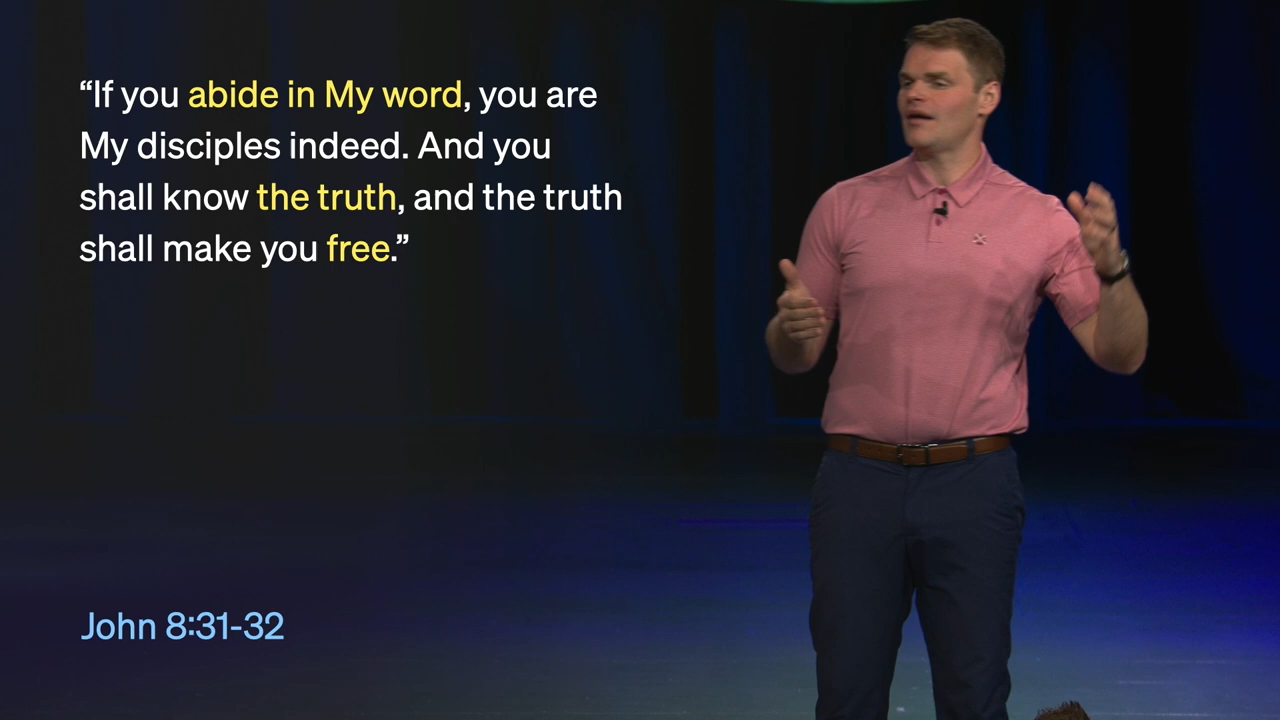 “If you abide in My word, you are
My disciples indeed. And you
shall know the truth, and the truth
shall make you free.”
John 8:31-32